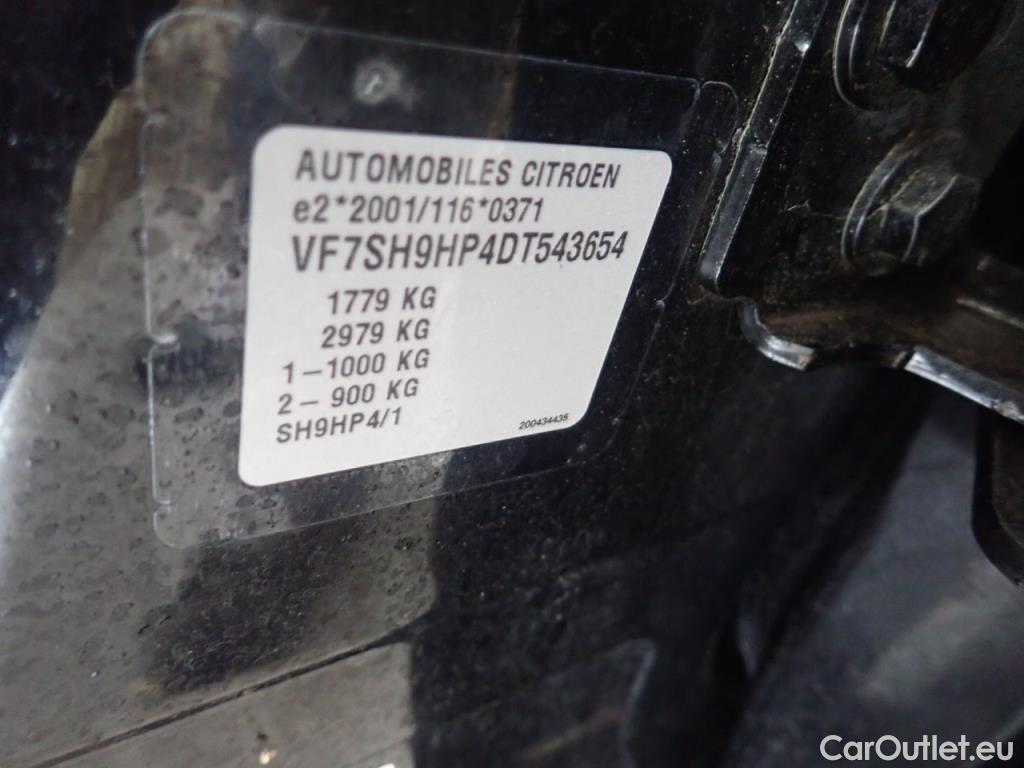 AUTOMOBILES CITROEN
e2*2001/116*0371
VF7SH9HP4DT543654
1779 KG
2979 KG
1-1000 KG
2- 900 KG
SH9HP4/1
200434435
CarOutlet.eu